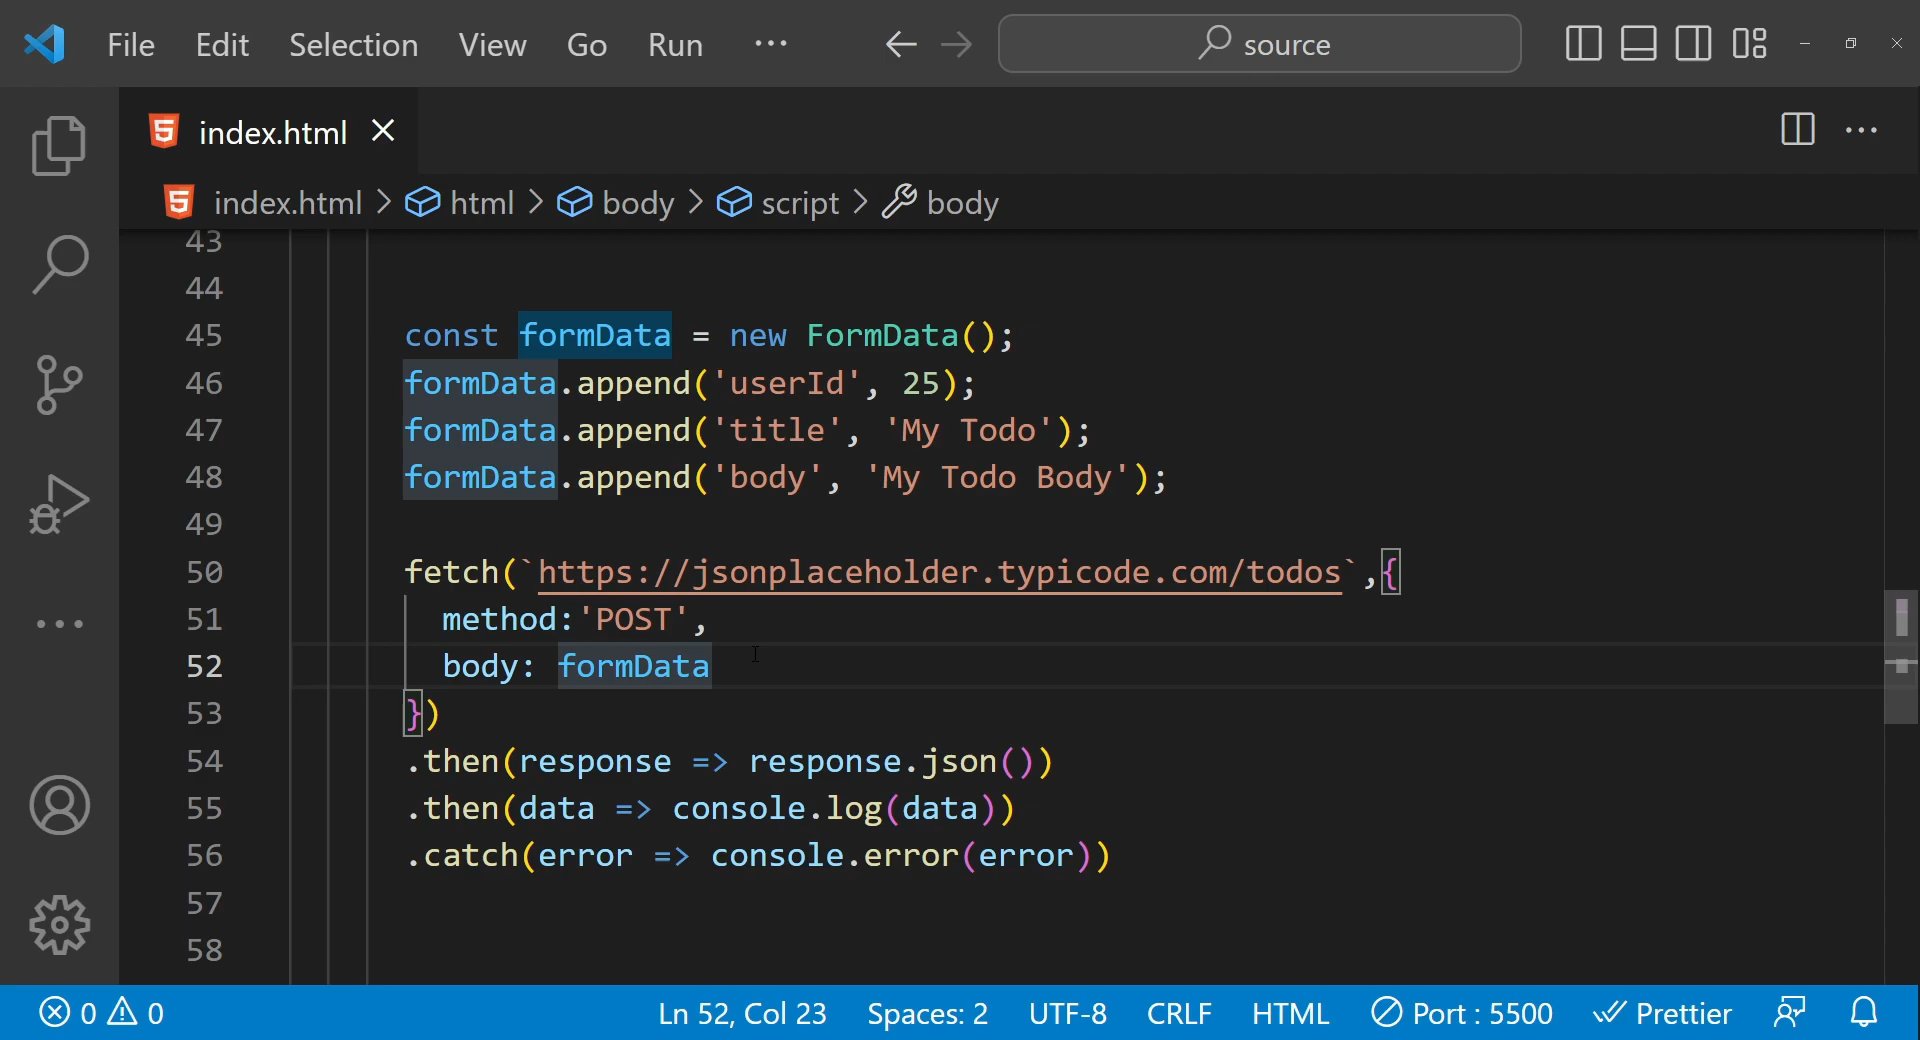 File Edit Selection View Go Run ··· source
index.html
index.html > html > body > script > body
43
44
45 const formData = new FormData();
46 formData.append('userId', 25);
47 formData.append('title', 'My Todo');
48 formData.append('body', 'My Todo Body');
49
50 fetch(`https://jsonplaceholder.typicode.com/todos`,{
51 method:'POST',
52 body: formData
53 })
54 .then(response => response.json())
55 .then(data => console.log(data))
56 .catch(error => console.error(error))
57
58
0 0 Ln 52, Col 23 Spaces: 2 UTF-8 CRLF HTML Port : 5500 Prettier